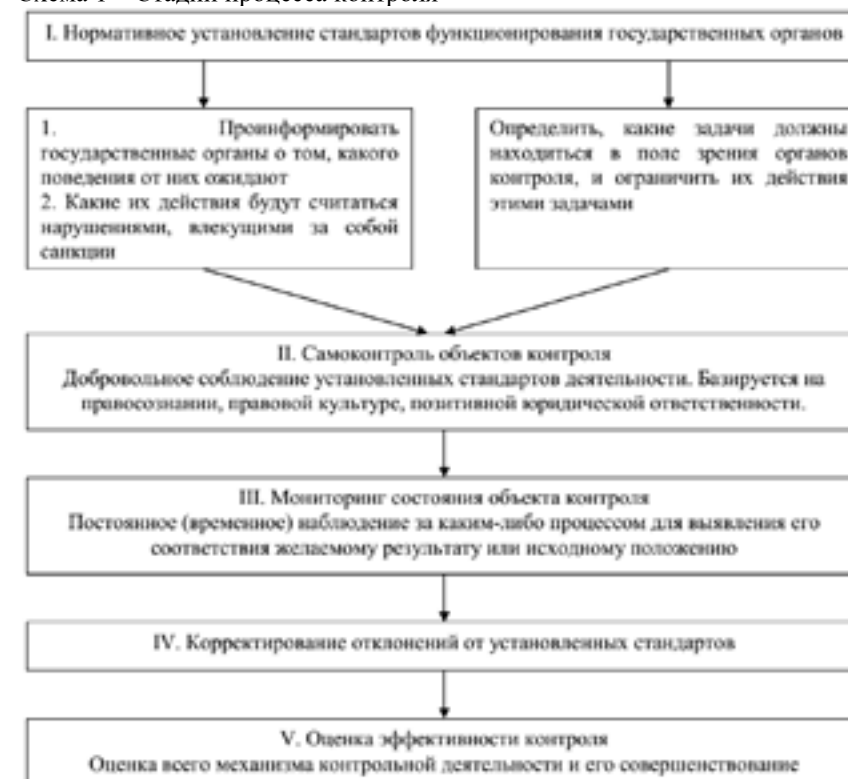 Схема 1 – Стадии процесса контроля
I. Нормативное установление стандартов функционирования государственных органов
1. Проинформировать
государственные органы о том, какого
поведения от них ожидают
2. Какие их действия будут считаться
нарушениями, влекущими за собой
санкции
Определить, какие задачи должны
находиться в поле зрения органов
контроля, и ограничить их действия
этими задачами
II. Самоконтроль объектов контроля
Добровольное соблюдение установленных стандартов деятельности. Базируется на
правосознании, правовой культуре, позитивной юридической ответственности.
III. Мониторинг состояния объекта контроля
Постоянное (временное) наблюдение за каким-либо процессом для выявления его
соответствия желаемому результату или исходному положению
IV. Корректирование отклонений от установленных стандартов
V. Оценка эффективности контроля
Оценка всего механизма контрольной деятельности и его совершенствование